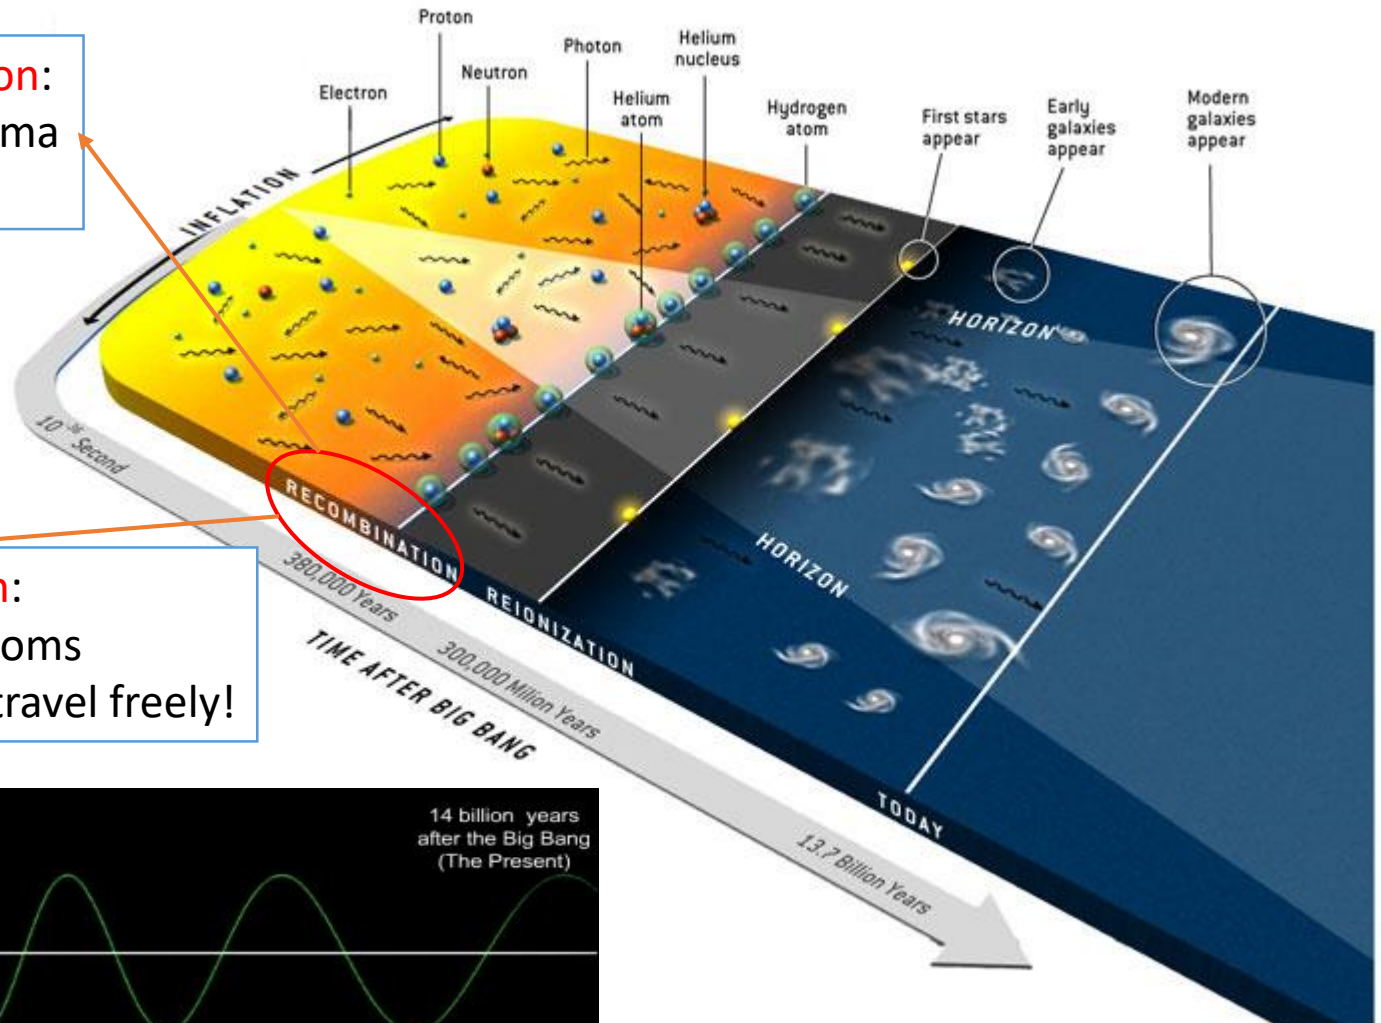 Proton
Photon
Helium
nucleus
Neutron
Electron
Helium
atom
Hydrogen
atom
First stars
appear
Early
galaxies
appear
Modern
galaxies
appear
on:
ma
INFLATION
HORIZON
HORIZON
10⁻³⁶ Second
RECOMBINATION
380,000 Years
REIONIZATION
300,000 Milion Years
TIME AFTER BIG BANG
TODAY
13.7 Billion Years
n:
oms
travel freely!
14 billion years
after the Big Bang
(The Present)